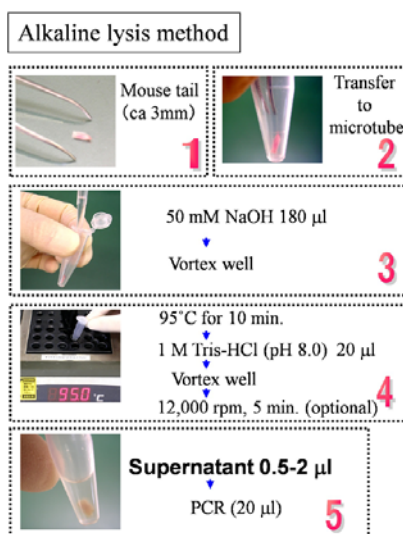 Alkaline lysis method
Mouse tail
(ca 3mm)
1
Transfer
to
microtube
2
50 mM NaOH 180 µl
Vortex well
3
95˚C for 10 min.
1 M Tris-HCl (pH 8.0) 20 µl
Vortex well
12,000 rpm, 5 min. (optional)
950 ℃
4
Supernatant 0.5-2 µl
PCR (20 µl)
5